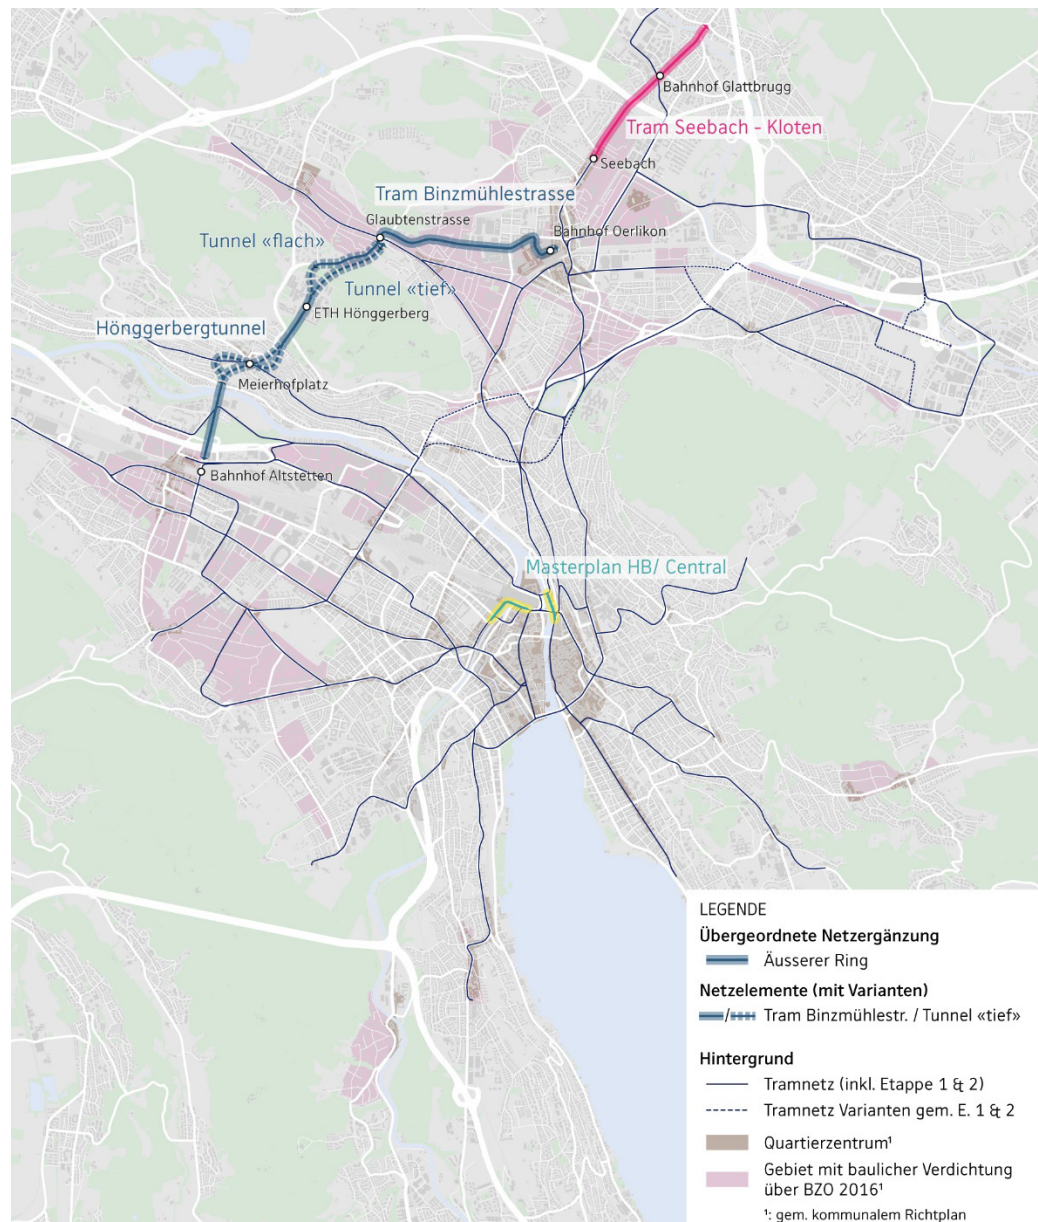 Bahnhof Glattbrugg
Tram Seebach - Kloten
Seebach
Tram Binzmühlestrasse
Glaubtenstrasse
Bahnhof Oerlikon
Tunnel «flach»
Tunnel «tief»
ETH Hönggerberg
Hönggerbergtunnel
Meierhofplatz
Bahnhof Altstetten
Masterplan HB/ Central
LEGENDE
Übergeordnete Netzergänzung
Äusserer Ring
Netzelemente (mit Varianten)
/ Tram Binzmühlestr. / Tunnel «tief»
Hintergrund
Tramnetz (inkl. Etappe 1 & 2)
Tramnetz Varianten gem. E. 1 & 2
Quartierzentrum¹
Gebiet mit baulicher Verdichtung
über BZO 2016¹
¹: gem. kommunalem Richtplan